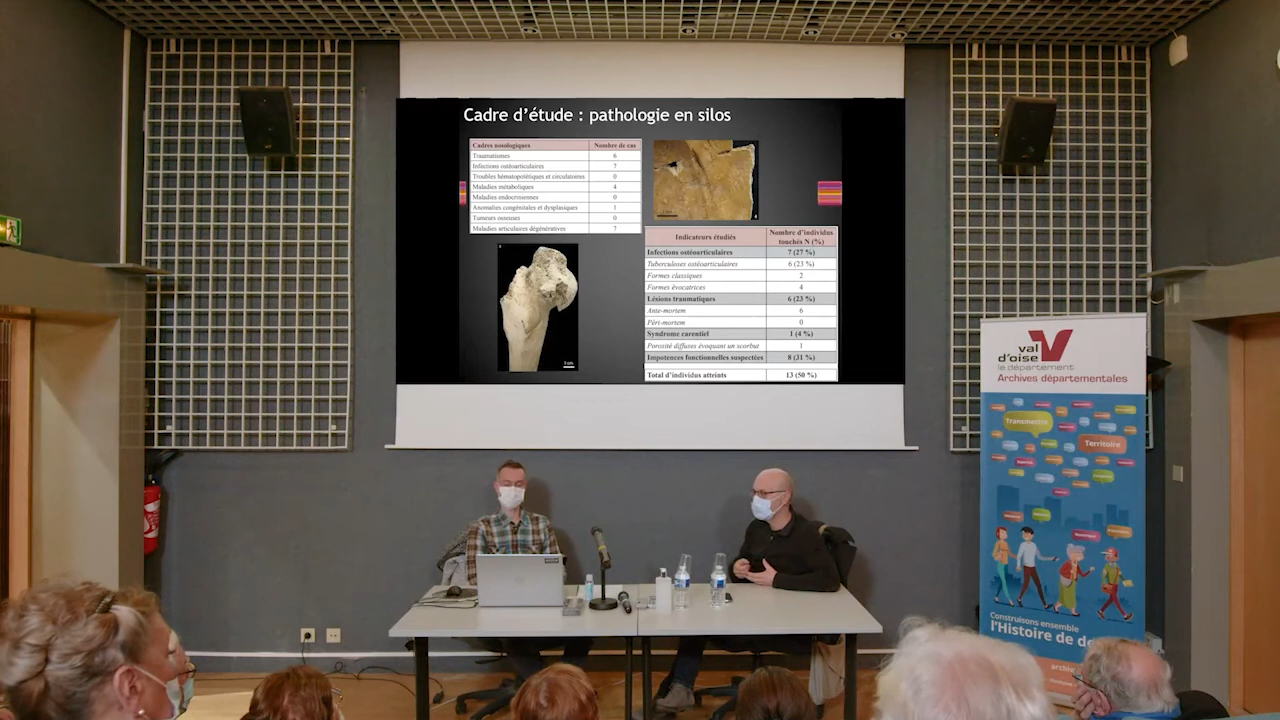 Cadre d'étude : pathologie en silos
Cadres nosologiques Nombre de cas
Traumatismes 6
Infections ostéoarticulaires 7
Troubles hématopoïétiques et circulatoires 0
Maladies métaboliques 4
Maladies endocriniennes 0
Anomalies congénitales et dysplasiques 1
Tumeurs osseuses 0
Maladies articulaires dégénératives 7
Indicateurs étudiés Nombre d'individus
touchés N (%)
Infections ostéoarticulaires 7 (27 %)
Tuberculoses ostéoarticulaires 6 (23 %)
Formes classiques 2
Formes évocatrices 4
Lésions traumatiques 6 (23 %)
Ante-mortem 6
Péri-mortem 0
Syndrome carentiel 1 (4 %)
Porosité diffuses évoquant un scorbut 1
Impotences fonctionnelles suspectées 8 (31 %)
Total d'individus atteints 13 (50 %)
val
d'oise
le département
Archives départementales
Transmettre
Territoire
Construisons ensemble
l'Histoire de de